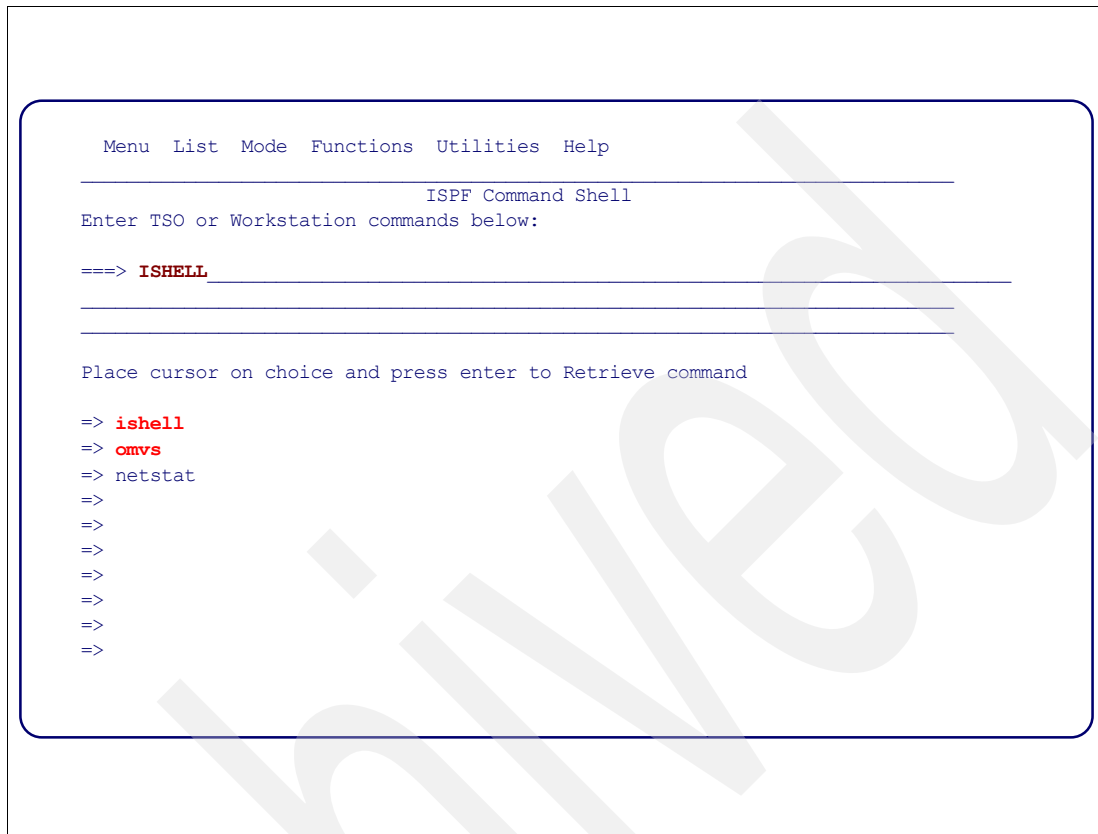 Menu List Mode Functions Utilities Help
ISPF Command Shell
Enter TSO or Workstation commands below:
===> ISHELL
Place cursor on choice and press enter to Retrieve command
=> ishell
=> omvs
=> netstat
=>
=>
=>
=>
=>
=>
=>
hived